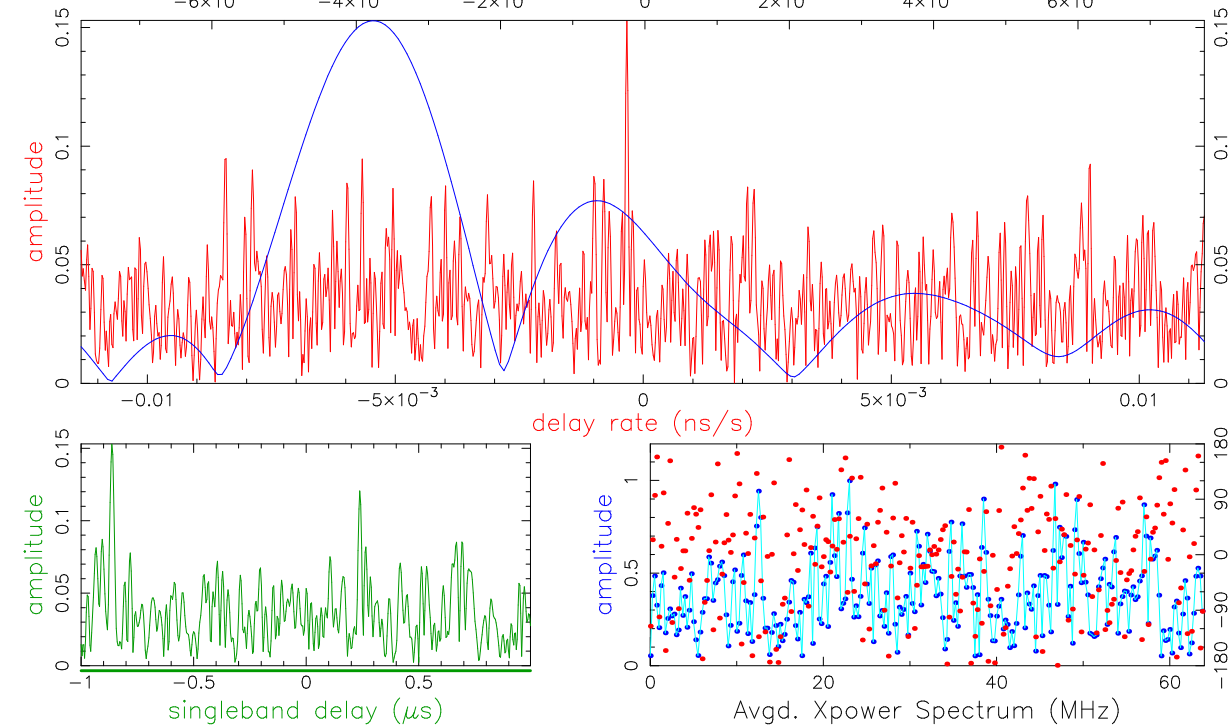 0.15 0.15
amplitude
0.1 0.1
0.05 0.05
0 0
−0.01 −5×10⁻³ 0 5×10⁻³ 0.01
delay rate (ns/s)
0.15
0.1
0.05
0
amplitude
−1 −0.5 0 0.5
singleband delay (μs)
1
0.5
0
amplitude
180
90
0
−90
−180
0 20 40 60
Avgd. Xpower Spectrum (MHz)